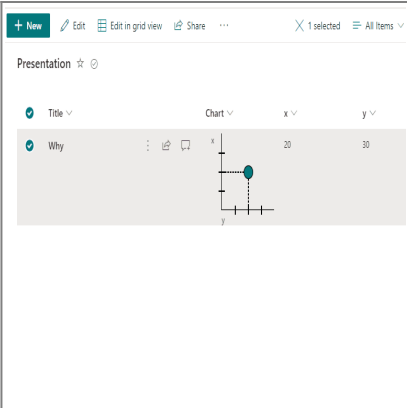 + New Edit Edit in grid view Share ... 1 selected All Items
Presentation
Title Chart x y
Why x 20 30
y